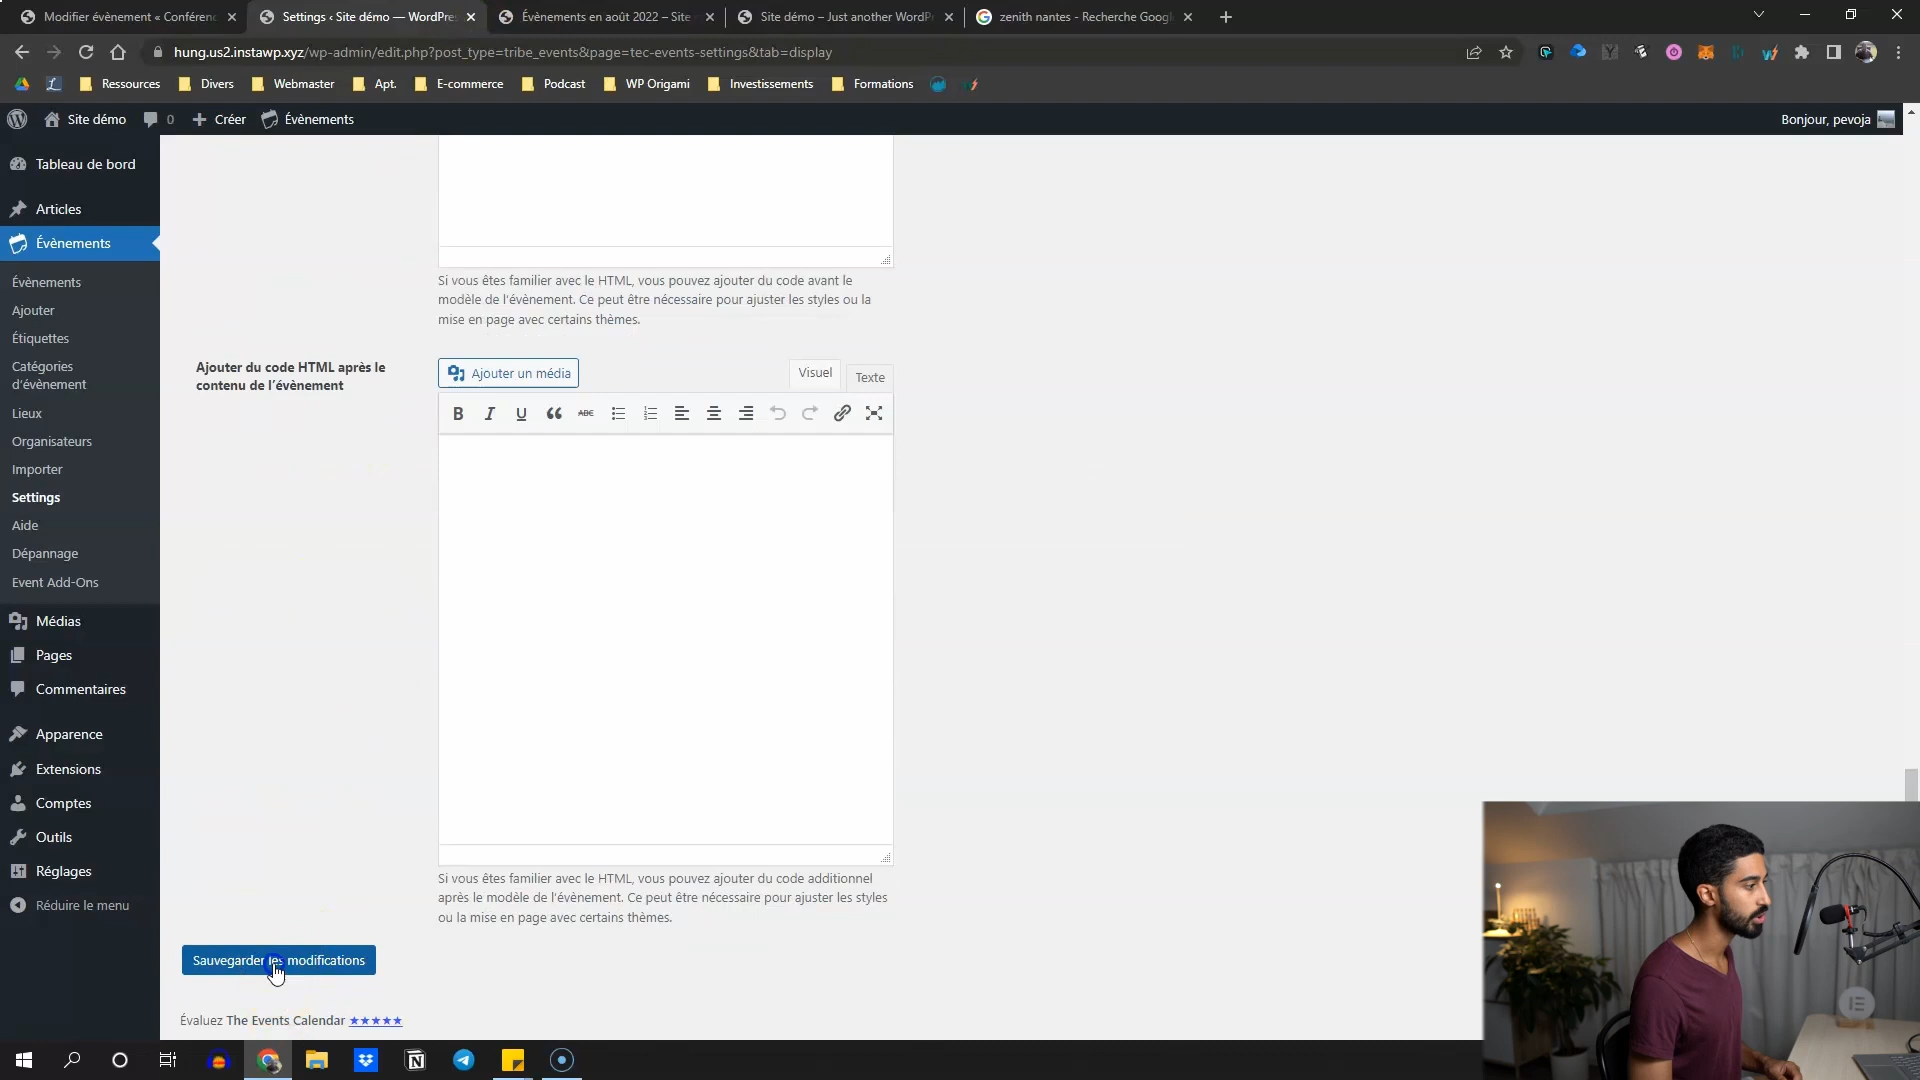 Modifier évènement « Conféren
Settings ‹ Site démo — WordPres
Évènements en août 2022 – Site
Site démo – Just another WordPr
zenith nantes - Recherche Googl
hung.us2.instawp.xyz/wp-admin/edit.php?post_type=tribe_events&page=tec-events-settings&tab=display
Ressources
Divers
Webmaster
Apt.
E-commerce
Podcast
WP Origami
Investissements
Formations
Site démo
0
Créer
Évènements
Bonjour, pevoja
Tableau de bord
Articles
Évènements
Évènements
Ajouter
Étiquettes
Catégories
d'évènement
Lieux
Organisateurs
Importer
Settings
Aide
Dépannage
Event Add-Ons
Médias
Pages
Commentaires
Apparence
Extensions
Comptes
Outils
Réglages
Réduire le menu
Si vous êtes familier avec le HTML, vous pouvez ajouter du code avant le
modèle de l'évènement. Ce peut être nécessaire pour ajuster les styles ou la
mise en page avec certains thèmes.
Ajouter du code HTML après le
contenu de l'évènement
Ajouter un média
Visuel
Texte
B I U ABC
Si vous êtes familier avec le HTML, vous pouvez ajouter du code additionnel
après le modèle de l'évènement. Ce peut être nécessaire pour ajuster les styles
ou la mise en page avec certains thèmes.
Sauvegarder les modifications
Évaluez The Events Calendar ★★★★★